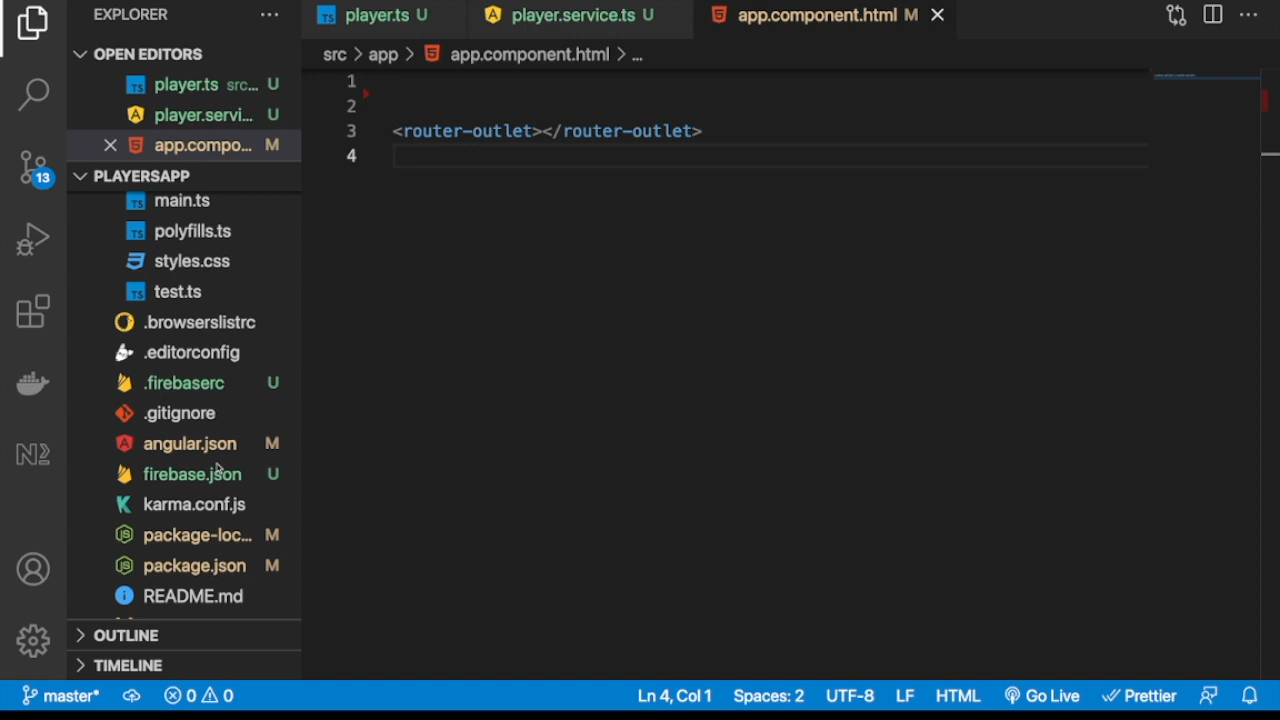 EXPLORER
player.ts U
player.service.ts U
app.component.html M
OPEN EDITORS
src > app > app.component.html > ...
player.ts src... U
player.servi... U
app.compo... M
PLAYERSAPP
13
main.ts
polyfills.ts
styles.css
test.ts
.browserslistrc
.editorconfig
.firebaserc U
.gitignore
angular.json M
firebase.json U
karma.conf.js
package-loc... M
package.json M
README.md
OUTLINE
TIMELINE
1
2
3 <router-outlet></router-outlet>
4
master* 0 0 Ln 4, Col 1 Spaces: 2 UTF-8 LF HTML Go Live Prettier